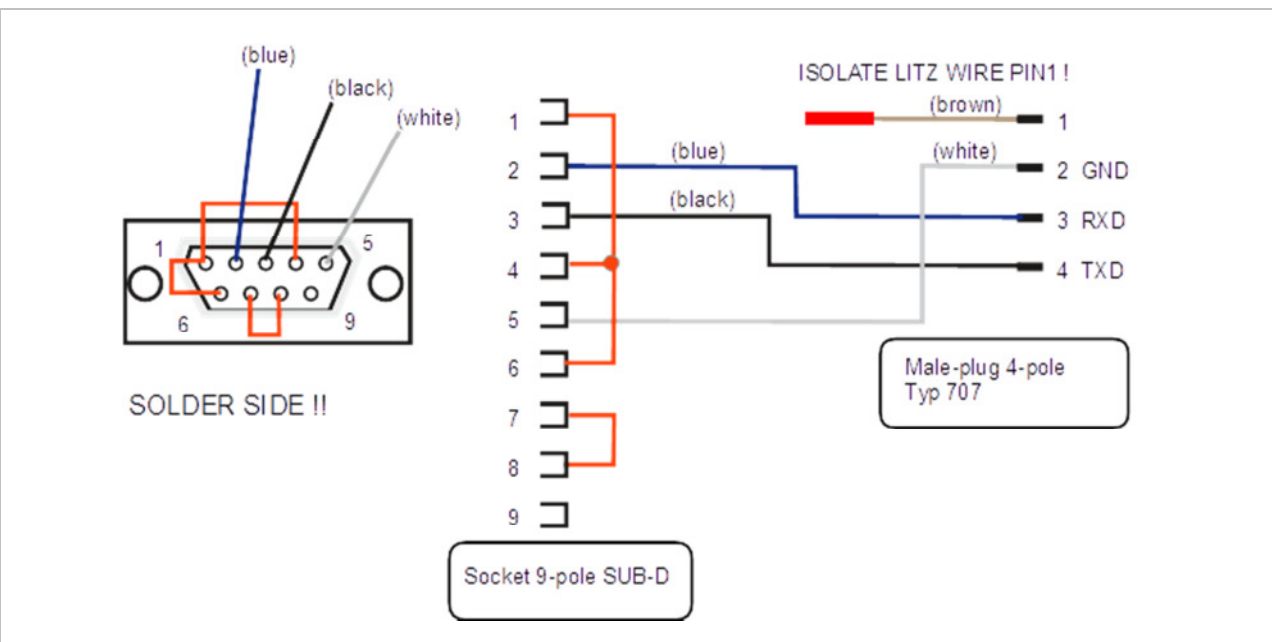 (blue)
(black)
(white)
1
5
6
9
SOLDER SIDE !!
1
2
3
4
5
6
7
8
9
(blue)
(black)
Socket 9-pole SUB-D
ISOLATE LITZ WIRE PIN1 !
(brown)
1
(white)
2 GND
3 RXD
4 TXD
Male-plug 4-pole
Typ 707